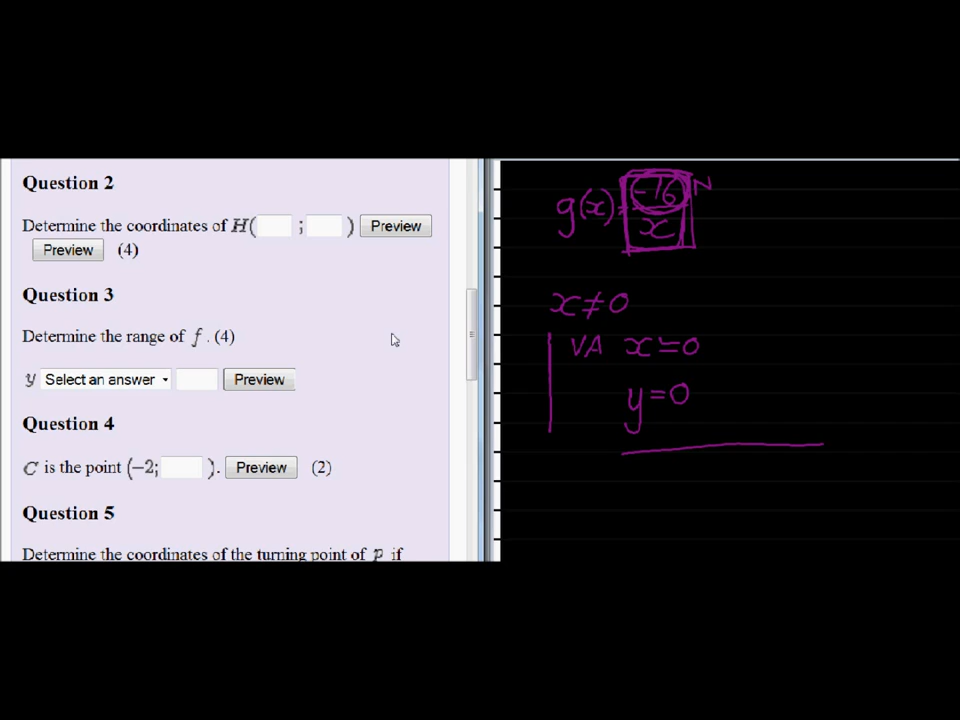 Question 2
Determine the coordinates of H( ; ) Preview
Preview (4)
Question 3
Determine the range of f . (4)
y Select an answer Preview
Question 4
C is the point (−2; ). Preview (2)
Question 5
Determine the coordinates of the turning point of p if
g(x) = -16/x N
x ≠ 0
VA x = 0
y = 0